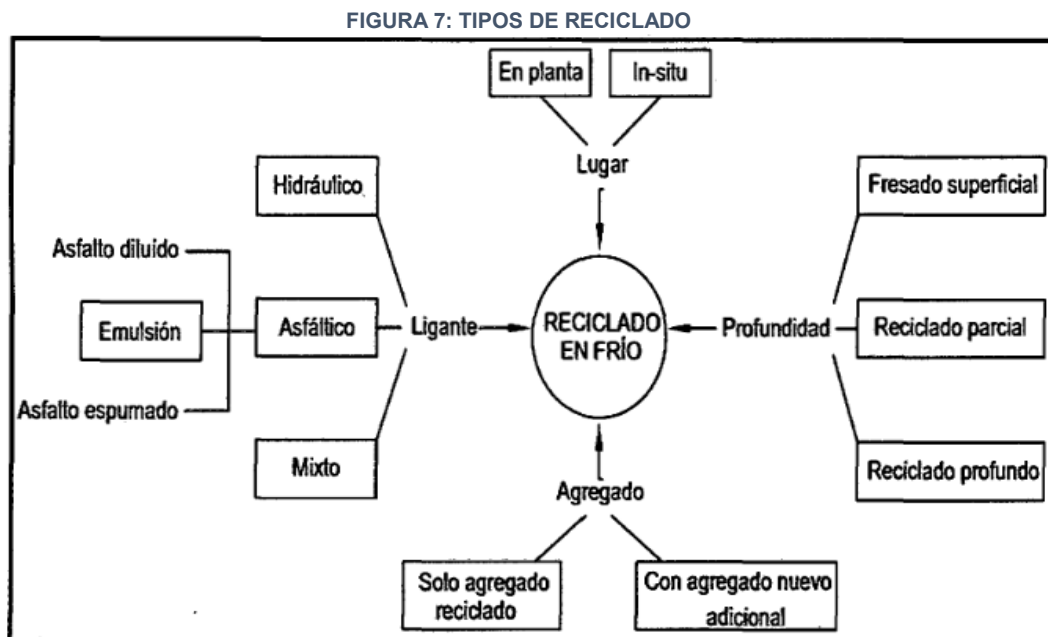 FIGURA 7: TIPOS DE RECICLADO
En planta
In-situ
Lugar
Hidráulico
Fresado superficial
Asfalto diluído
Emulsión
Asfáltico
Ligante
RECICLADO
EN FRÍO
Profundidad
Reciclado parcial
Asfalto espumado
Mixto
Reciclado profundo
Agregado
Solo agregado
reciclado
Con agregado nuevo
adicional